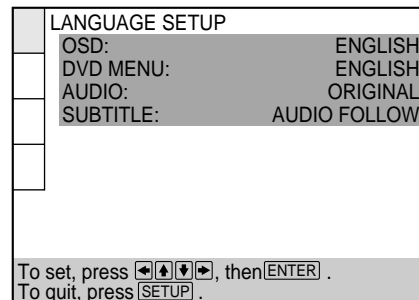 LANGUAGE SETUP
OSD: ENGLISH
DVD MENU: ENGLISH
AUDIO: ORIGINAL
SUBTITLE: AUDIO FOLLOW
To set, press ←↑↓→, then ENTER .
To quit, press SETUP .